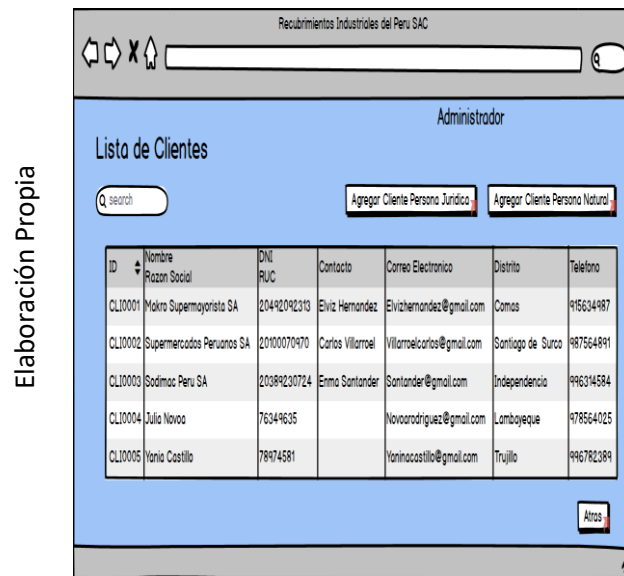 Elaboración Propia
Recubrimientos Industriales del Peru SAC
Administrador
Lista de Clientes
search
Agregar Cliente Persona Juridica
Agregar Cliente Persona Natural
ID Nombre Razon Social DNI RUC Contacto Correo Electronico Distrito Telefono
CLI0001 Makro Supermayorista SA 20492092313 Elviz Hernandez Elvizhernandez@gmail.com Comas 915634987
CLI0002 Supermercados Peruanos SA 20100070970 Carlos Villarroel Villarroelcarlos@gmail.com Santiago de Surco 987564891
CLI0003 Sodimac Peru SA 20389230724 Enma Santander Santander@gmail.com Independencia 996314584
CLI0004 Julia Novoa 76349635 Novoarodriguez@gmail.com Lambayeque 978564025
CLI0005 Yania Castillo 78974581 Yaninacastillo@gmail.com Trujillo 996782389
Atras